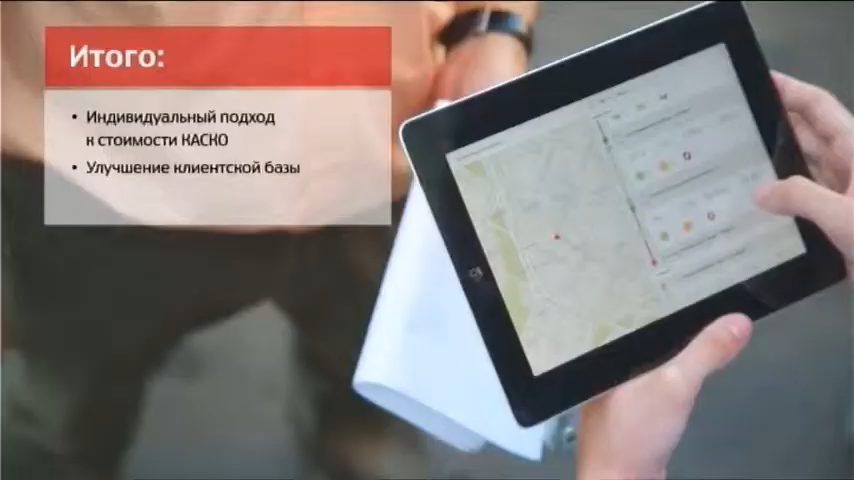 Итого:
• Индивидуальный подход
к стоимости КАСКО
• Улучшение клиентской базы